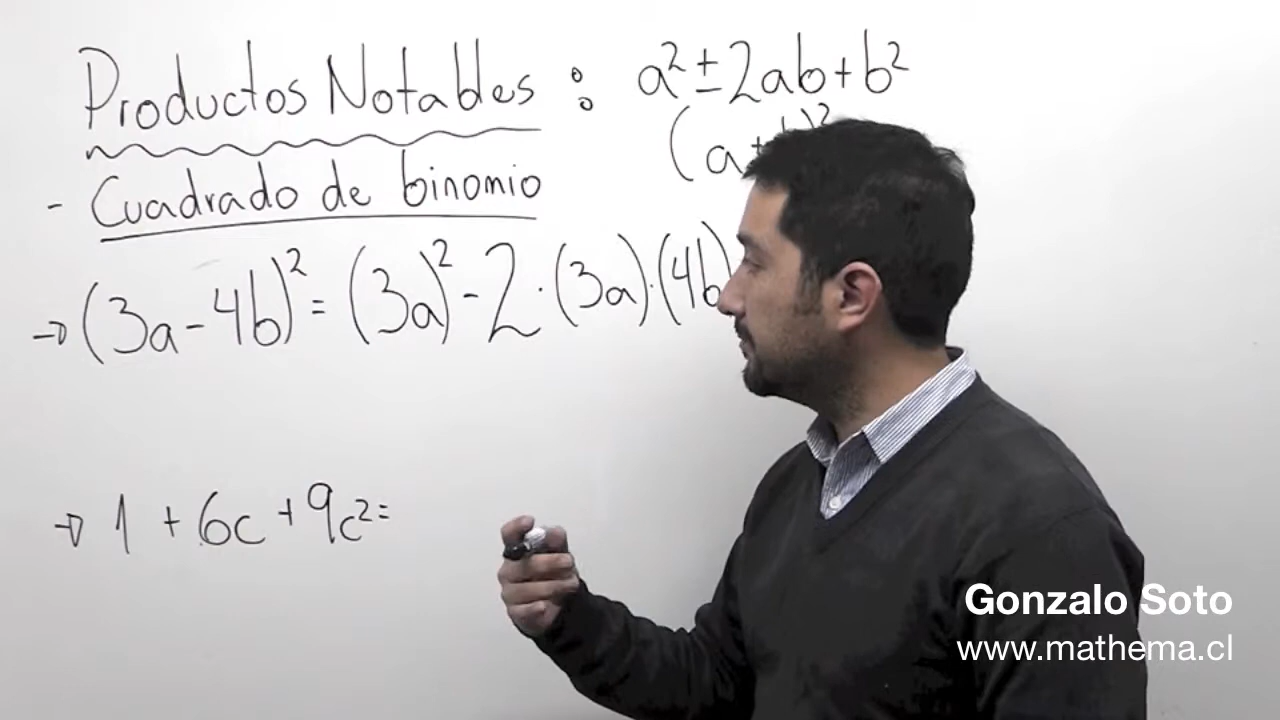 Productos Notables : a² ± 2ab + b²
(a
- Cuadrado de binomio
→ (3a - 4b)² = (3a)² - 2 · (3a) · (4b
→ 1 + 6c + 9c² =
Gonzalo Soto
www.mathema.cl